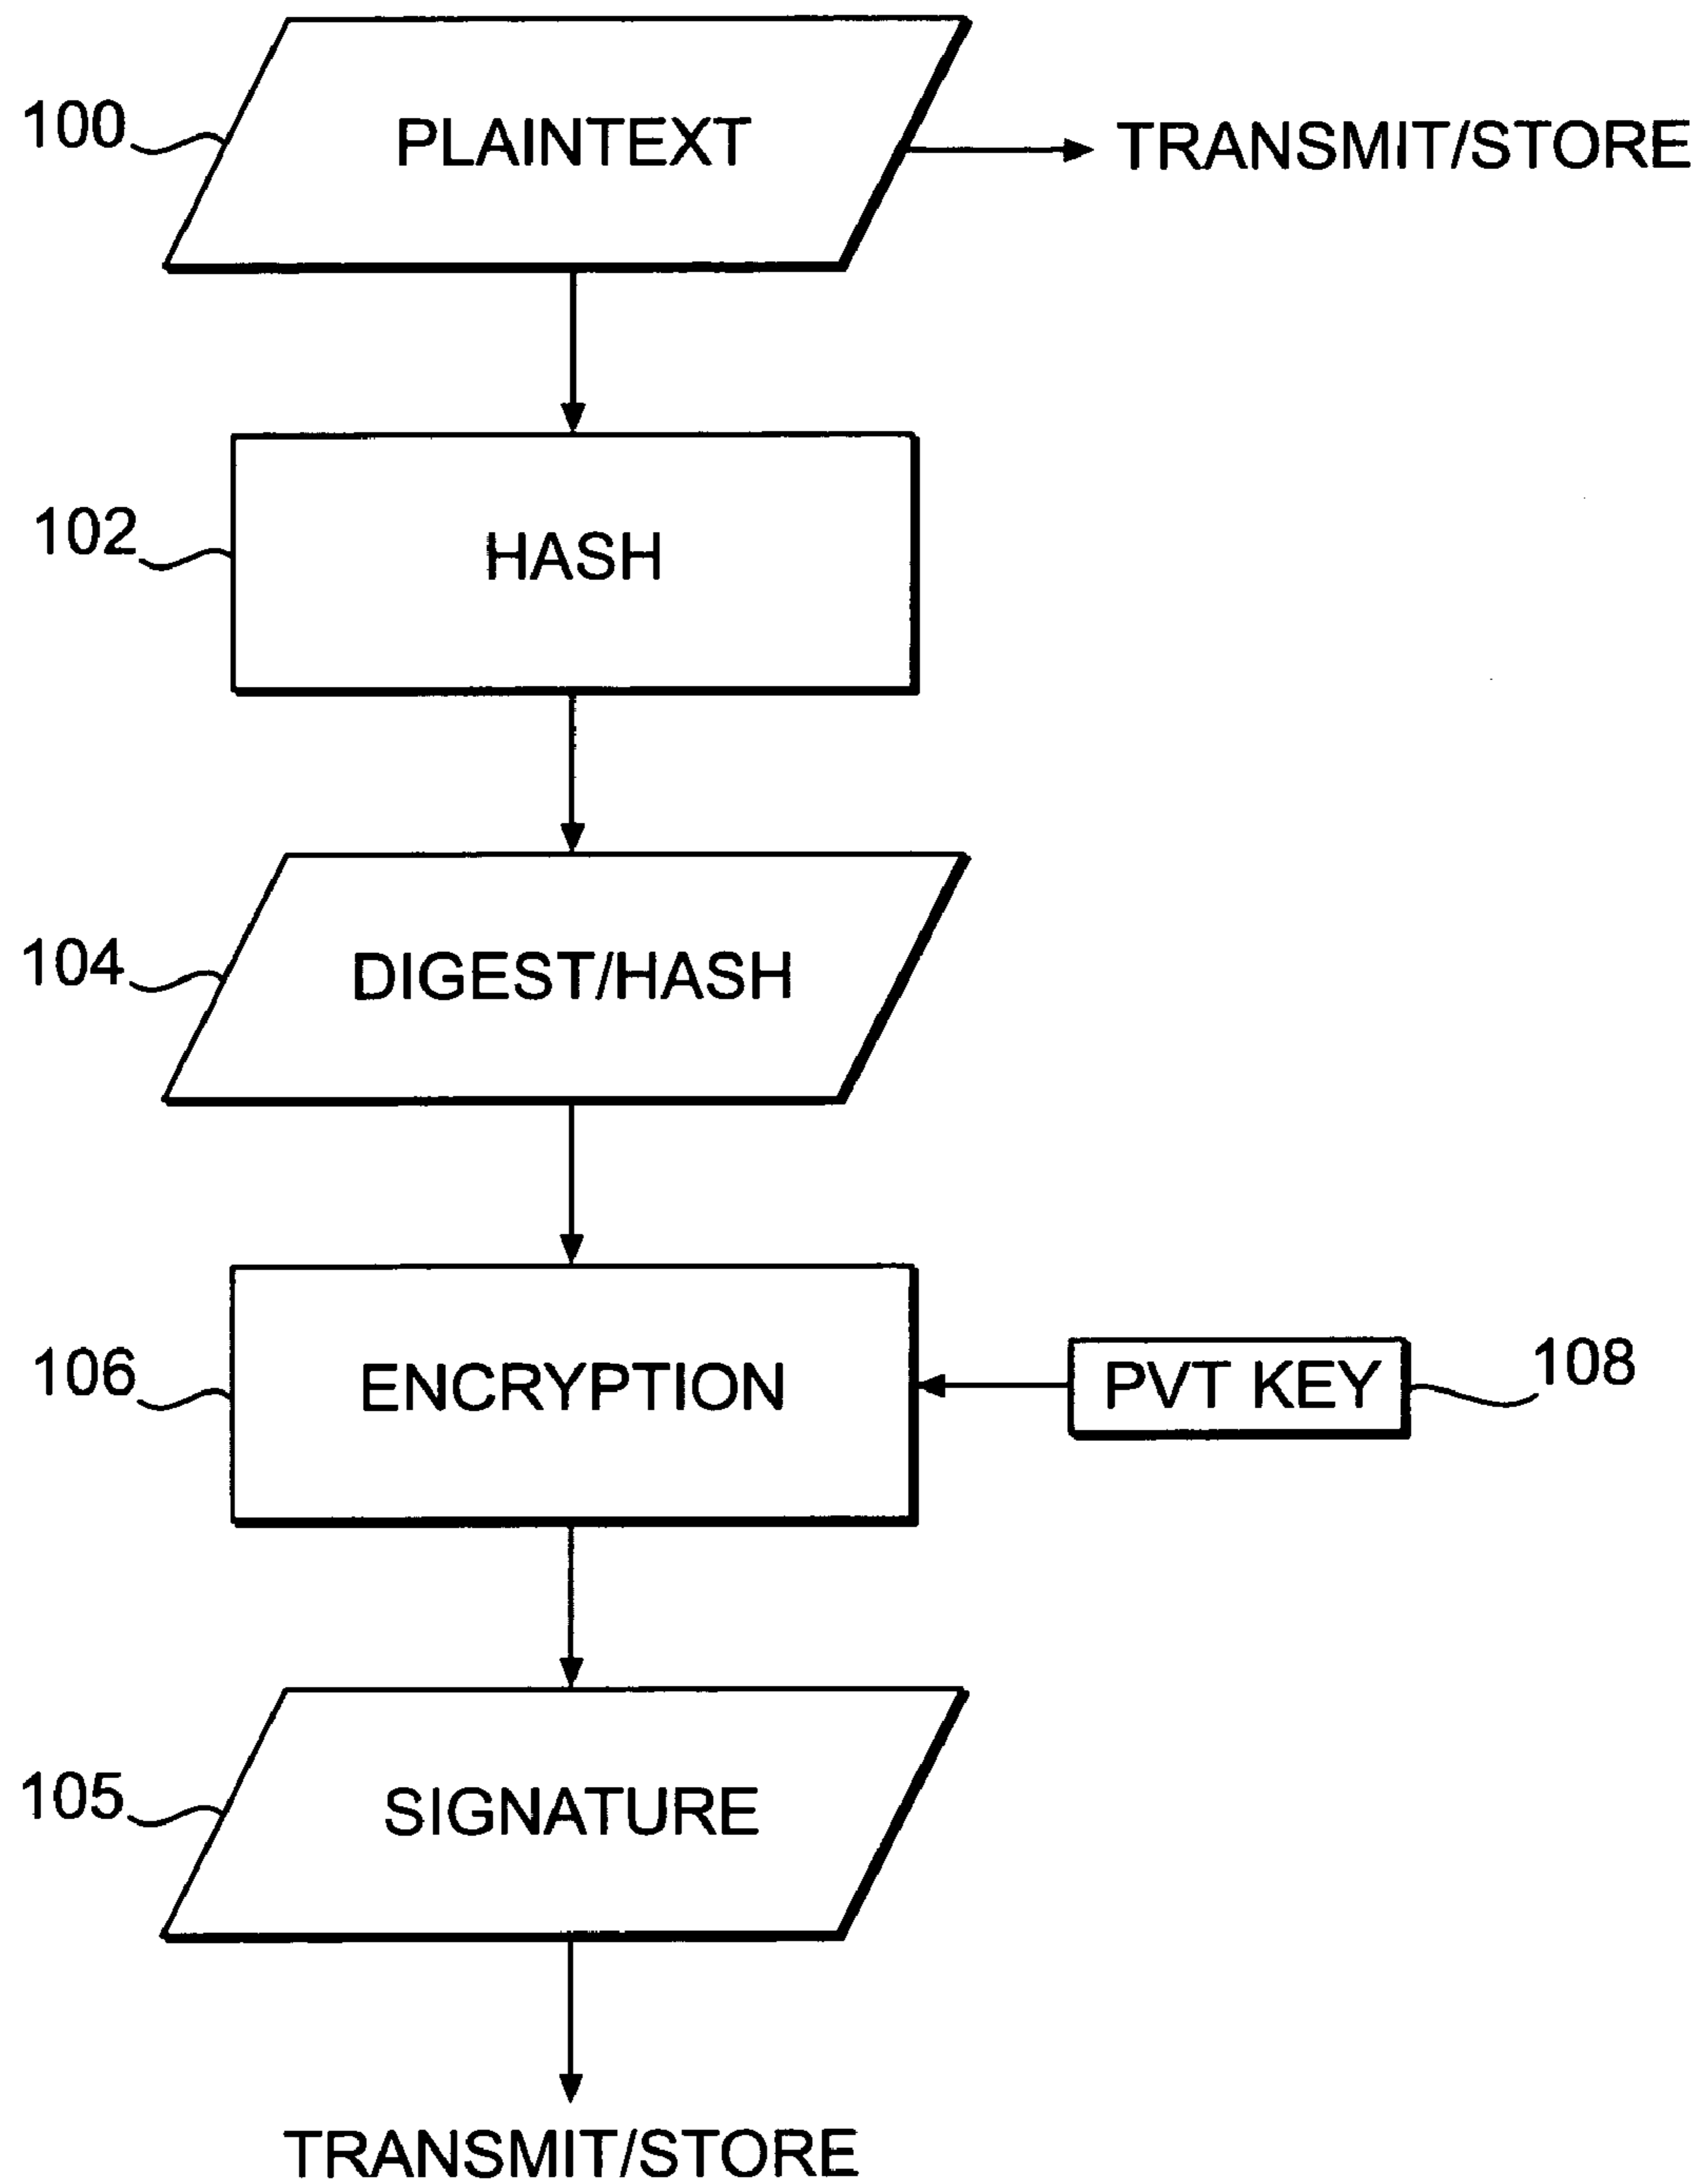 100
PLAINTEXT
TRANSMIT/STORE
102
HASH
104
DIGEST/HASH
106
ENCRYPTION
PVT KEY
108
105
SIGNATURE
TRANSMIT/STORE